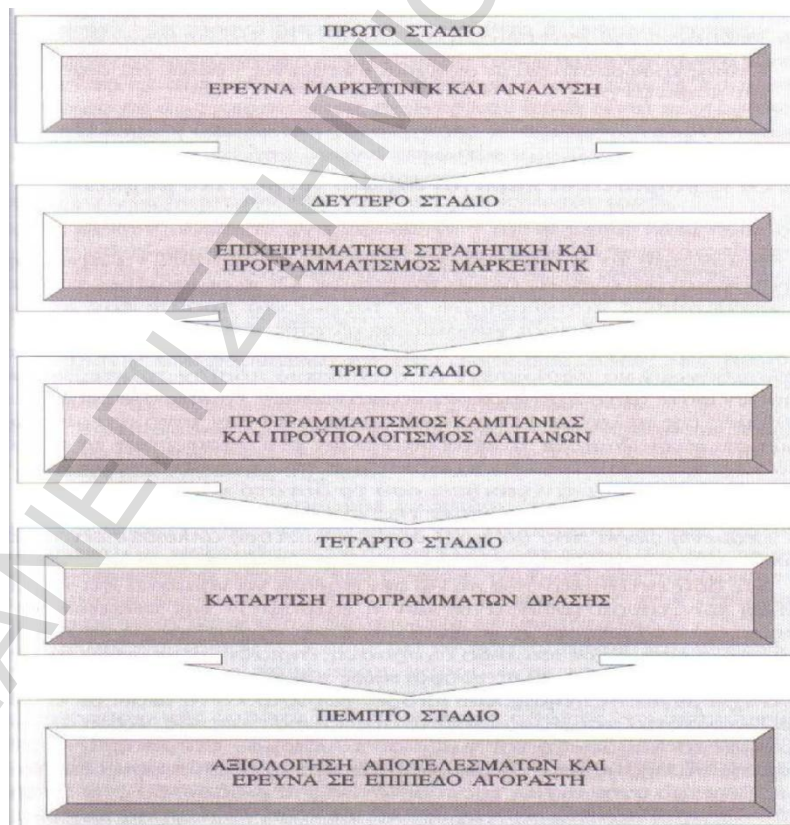 ΠΡΩΤΟ ΣΤΑΔΙΟ
ΕΡΕΥΝΑ ΜΑΡΚΕΤΙΝΓΚ ΚΑΙ ΑΝΑΛΥΣΗ
ΔΕΥΤΕΡΟ ΣΤΑΔΙΟ
ΕΠΙΧΕΙΡΗΜΑΤΙΚΗ ΣΤΡΑΤΗΓΙΚΗ ΚΑΙ
ΠΡΟΓΡΑΜΜΑΤΙΣΜΟΣ ΜΑΡΚΕΤΙΝΓΚ
ΤΡΙΤΟ ΣΤΑΔΙΟ
ΠΡΟΓΡΑΜΜΑΤΙΣΜΟΣ ΚΑΜΠΑΝΙΑΣ
ΚΑΙ ΠΡΟΫΠΟΛΟΓΙΣΜΟΣ ΔΑΠΑΝΩΝ
ΤΕΤΑΡΤΟ ΣΤΑΔΙΟ
ΚΑΤΑΡΤΙΣΗ ΠΡΟΓΡΑΜΜΑΤΩΝ ΔΡΑΣΗΣ
ΠΕΜΠΤΟ ΣΤΑΔΙΟ
ΑΞΙΟΛΟΓΗΣΗ ΑΠΟΤΕΛΕΣΜΑΤΩΝ ΚΑΙ
ΕΡΕΥΝΑ ΣΕ ΕΠΙΠΕΔΟ ΑΓΟΡΑΣΤΗ
ΑΝΕΠΙΣΤΗΜΙΟ